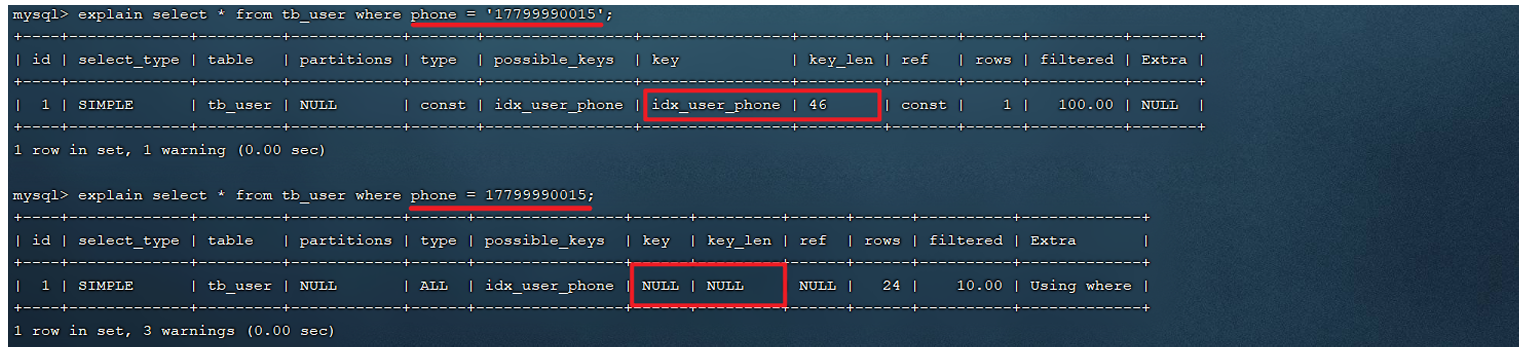 mysql> explain select * from tb_user where phone = '17799990015';
+----+-------------+---------+------------+-------+----------------+----------------+---------+-------+------+----------+-------+
| id | select_type | table   | partitions | type  | possible_keys  | key            | key_len | ref   | rows | filtered | Extra |
+----+-------------+---------+------------+-------+----------------+----------------+---------+-------+------+----------+-------+
|  1 | SIMPLE      | tb_user | NULL       | const | idx_user_phone | idx_user_phone | 46      | const |    1 |   100.00 | NULL  |
+----+-------------+---------+------------+-------+----------------+----------------+---------+-------+------+----------+-------+
1 row in set, 1 warning (0.00 sec)
mysql> explain select * from tb_user where phone = 17799990015;
+----+-------------+---------+------------+------+----------------+------+---------+------+------+----------+-------------+
| id | select_type | table   | partitions | type | possible_keys  | key  | key_len | ref  | rows | filtered | Extra       |
+----+-------------+---------+------------+------+----------------+------+---------+------+------+----------+-------------+
|  1 | SIMPLE      | tb_user | NULL       | ALL  | idx_user_phone | NULL | NULL    | NULL |   24 |    10.00 | Using where |
+----+-------------+---------+------------+------+----------------+------+---------+------+------+----------+-------------+
1 row in set, 3 warnings (0.00 sec)